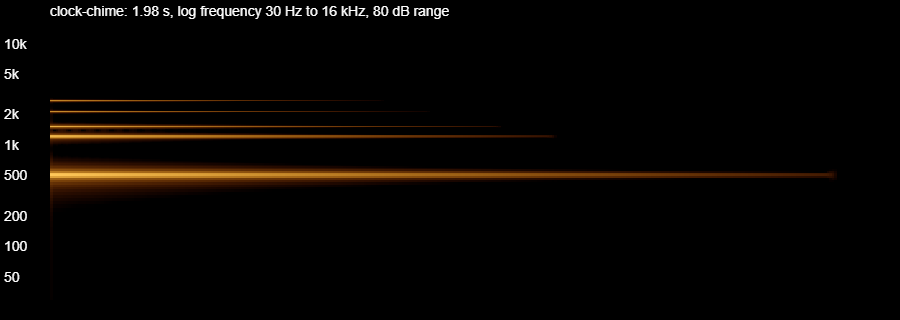 clock-chime: 1.98 s, log frequency 30 Hz to 16 kHz, 80 dB range
10k
5k
2k
1k
500
200
100
50